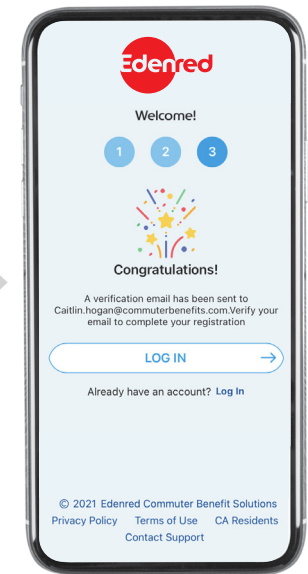 Edenred
Welcome!
1 2 3
Congratulations!
A verification email has been sent to
Caitlin.hogan@commuterbenefits.com.Verify your
email to complete your registration
LOG IN →
Already have an account? Log In
© 2021 Edenred Commuter Benefit Solutions
Privacy Policy Terms of Use CA Residents
Contact Support